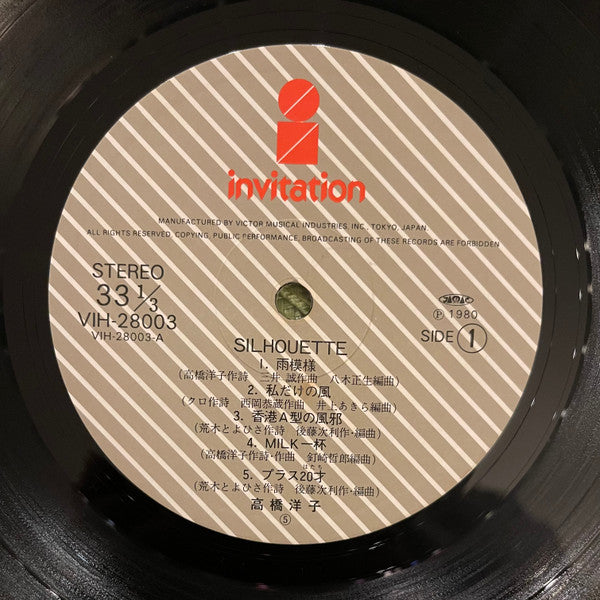 invitation
MANUFACTURED BY VICTOR MUSICAL INDUSTRIES, INC., TOKYO, JAPAN.
ALL RIGHTS RESERVED, COPYING, PUBLIC PERFORMANCE, BROADCASTING OF THESE RECORDS ARE FORBIDDEN
STEREO
33 1/3
VIH-28003
VIH-28003-A
JASRAC
Ⓟ 1980
SIDE 1
SILHOUETTE
1. 雨模様
(高橋洋子作詩 三井 誠作曲 八木正生編曲)
2. 私だけの風
(クロ作詩 西岡恭蔵作曲 井上あきら編曲)
3. 香港A型の風邪
(荒木とよひさ作詩 後藤次利作・編曲)
4. MILK一杯
(高橋洋子作詩・作曲 釘崎哲郎編曲)
5. プラス20才
はたち
(荒木とよひさ作詩 後藤次利作・編曲)
高橋洋子
⑤